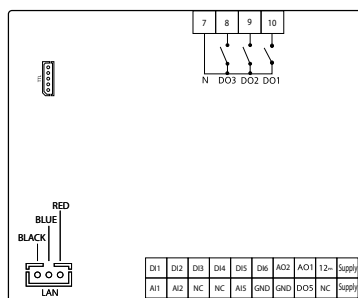 7 8 9 10
N DO3 DO2 DO1
TTL
RED
BLUE
BLACK
LAN
DI1 DI2 DI3 DI4 DI5 DI6 AO2 AO1 12⎓ Supply
AI1 AI2 NC NC AI5 GND GND DO5 NC Supply